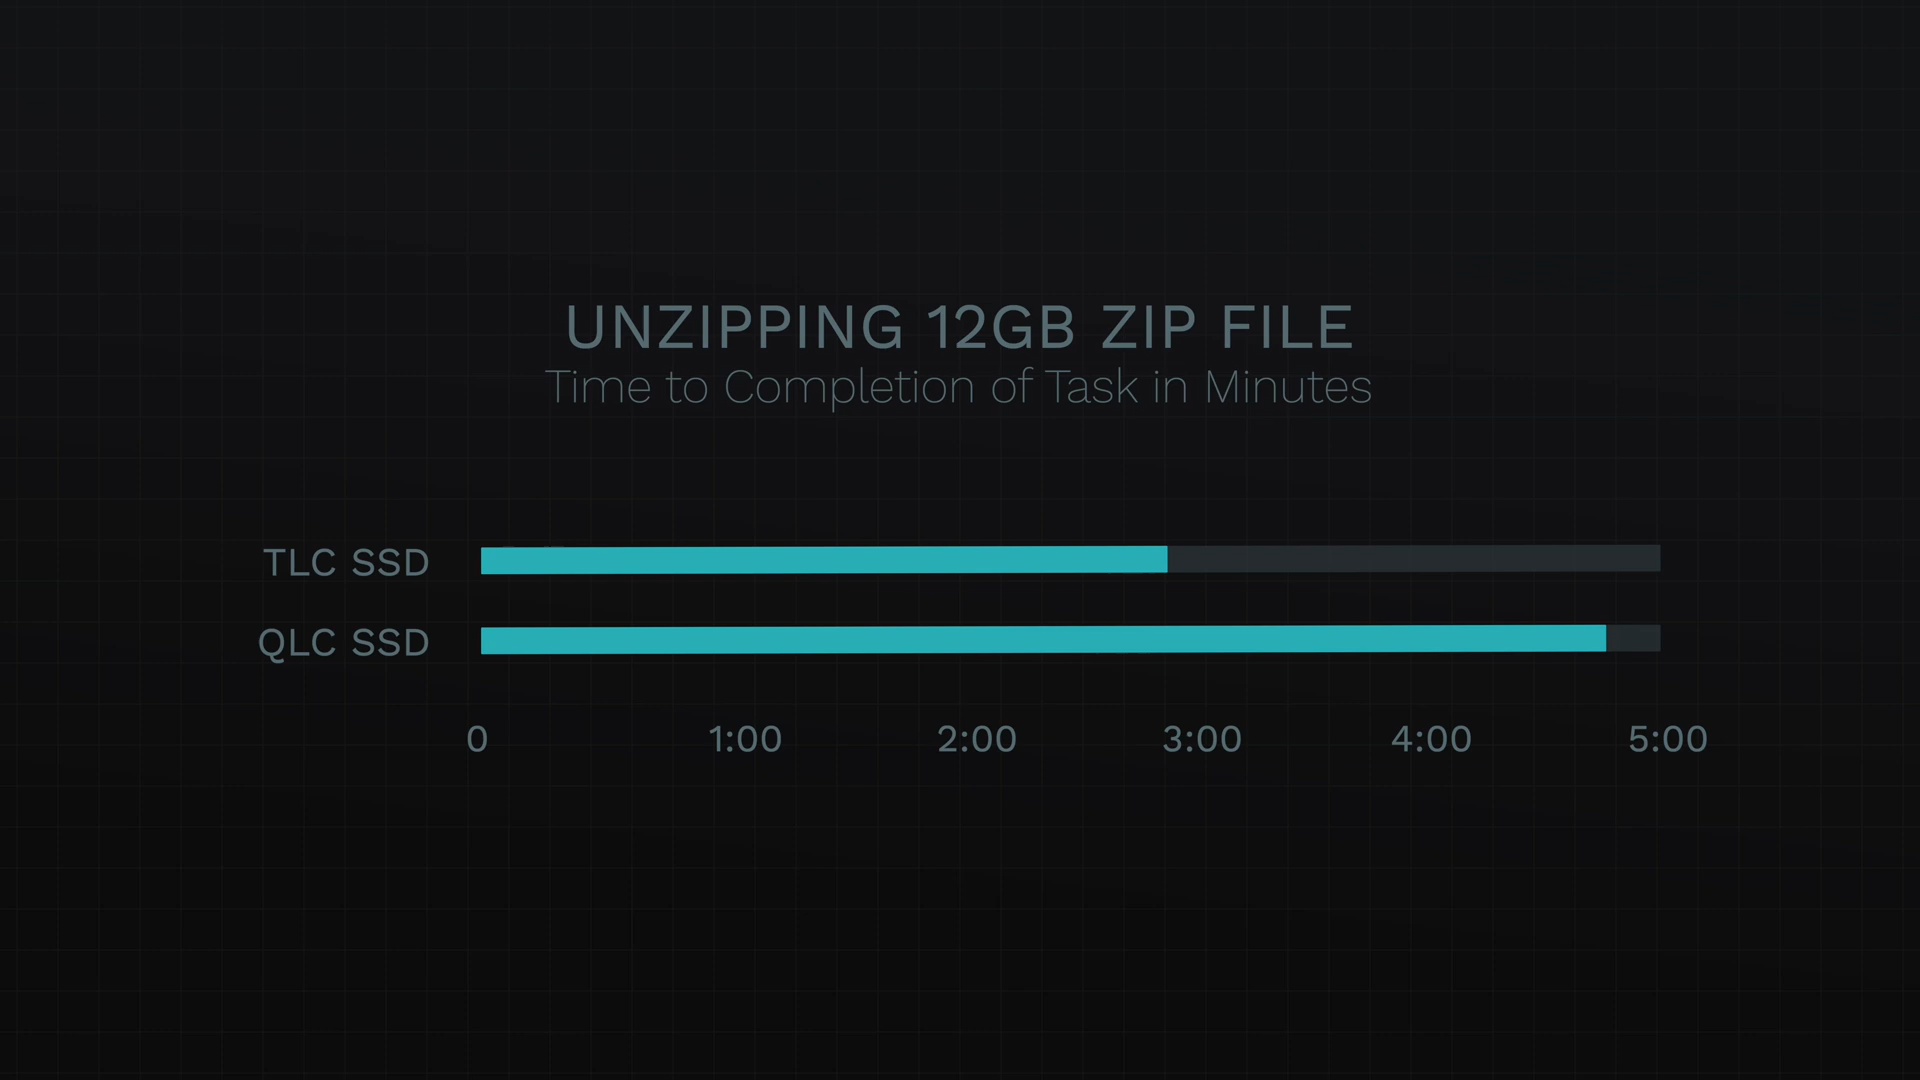 UNZIPPING 12GB ZIP FILE
Time to Completion of Task in Minutes
TLC SSD
QLC SSD
0 1:00 2:00 3:00 4:00 5:00